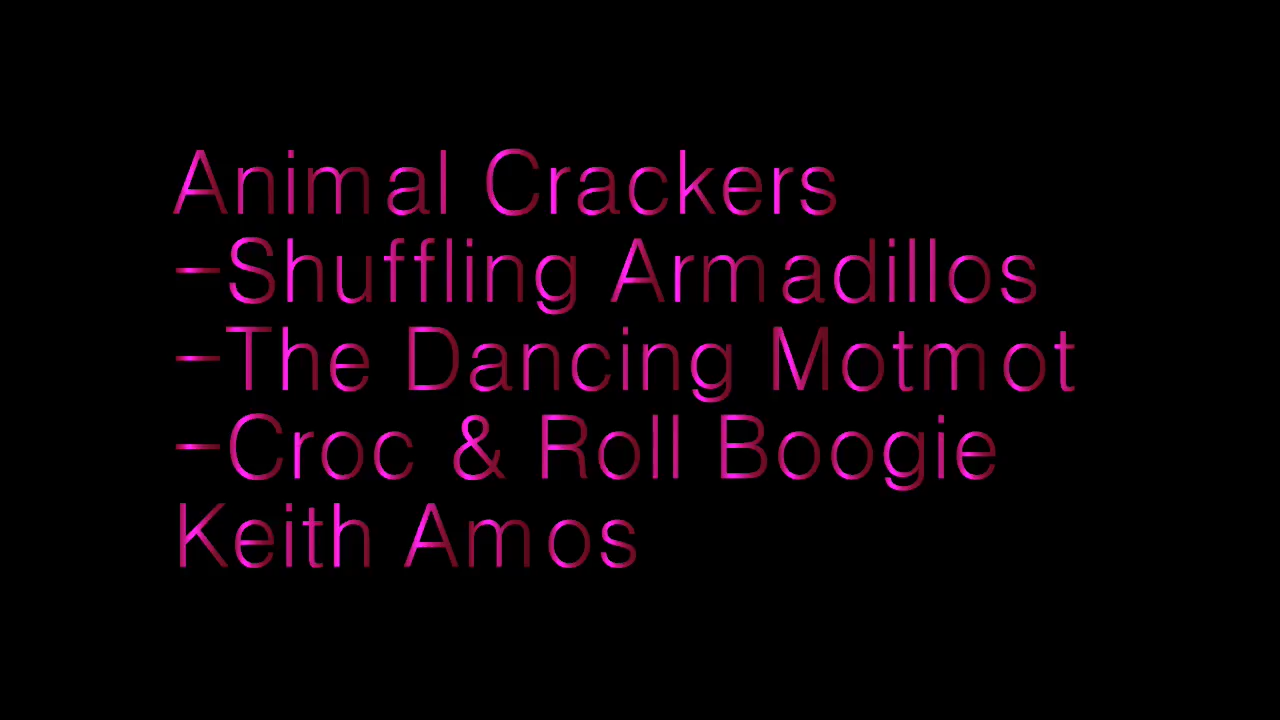 Animal Crackers
-Shuffling Armadillos
-The Dancing Motmot
-Croc & Roll Boogie
Keith Amos